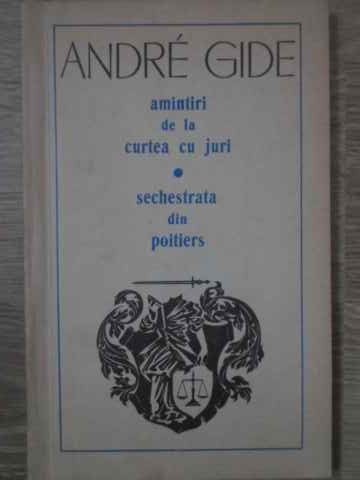 ANDRÉ GIDE
amintiri
de la
curtea cu juri
sechestrata
din
poitiers